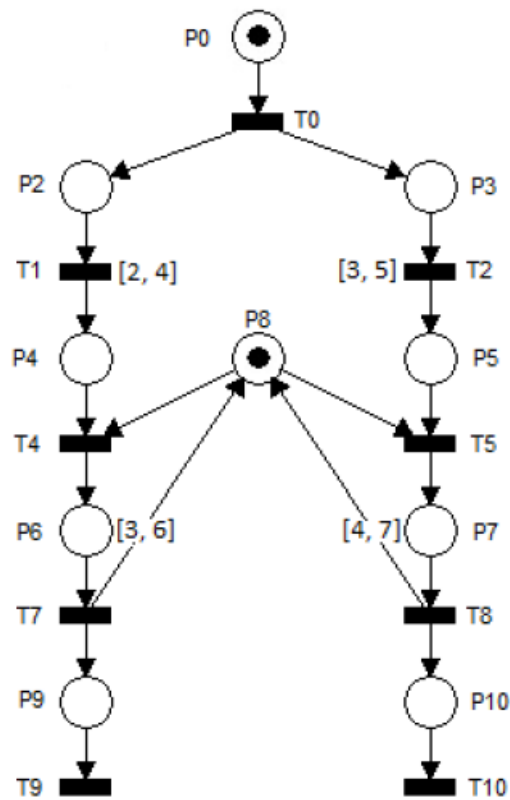 P0
T0
P2
P3
T1 [2, 4] [3, 5] T2
P8
P4
P5
T4
T5
P6 [3, 6] [4, 7] P7
T7
T8
P9
P10
T9
T10